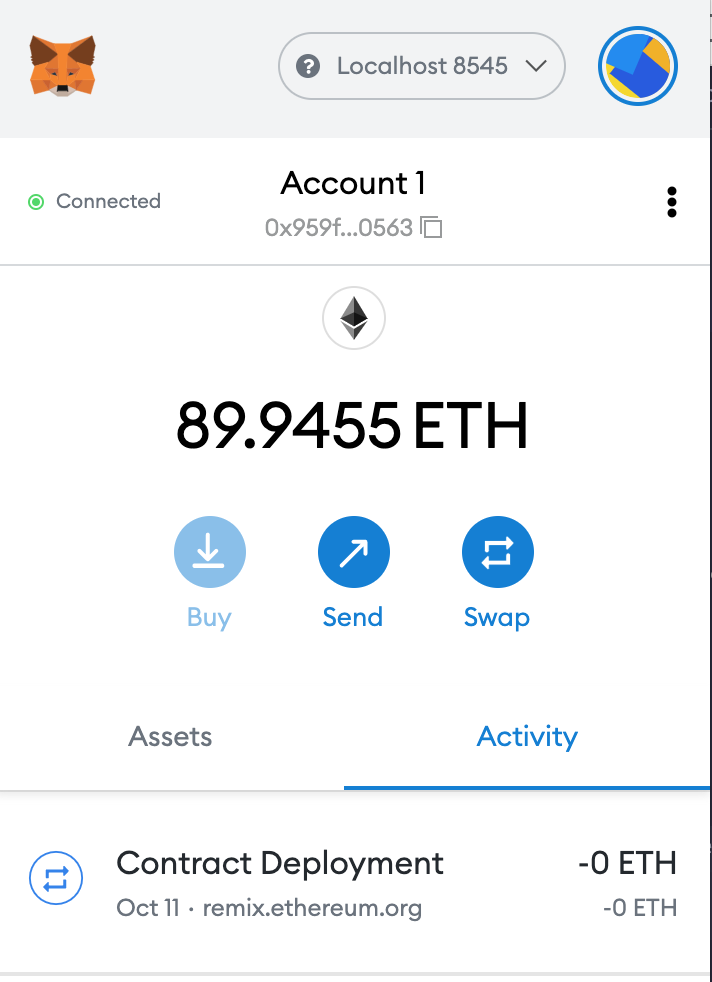 ? Localhost 8545
Connected
Account 1
0x959f...0563
89.9455 ETH
Buy
Send
Swap
Assets
Activity
Contract Deployment
-0 ETH
Oct 11 · remix.ethereum.org
-0 ETH